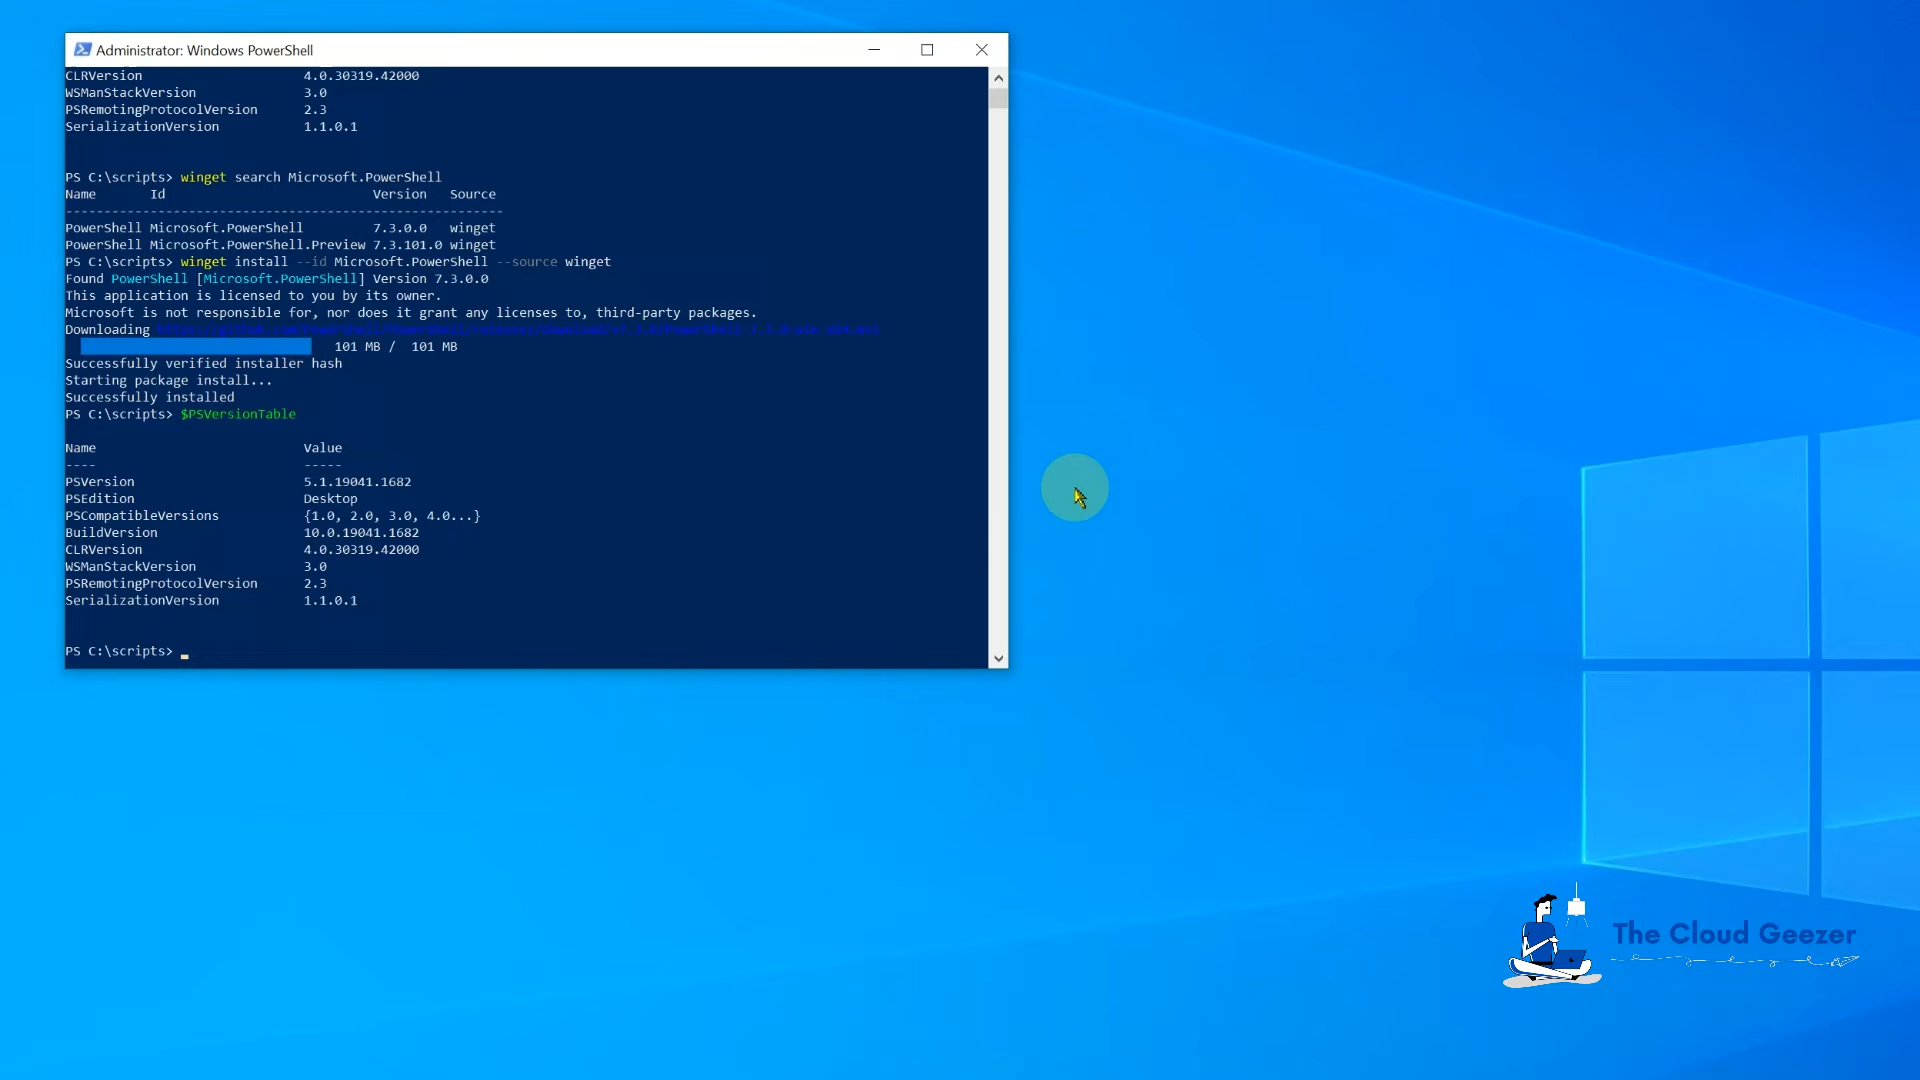 Administrator: Windows PowerShell
CLRVersion 4.0.30319.42000
WSManStackVersion 3.0
PSRemotingProtocolVersion 2.3
SerializationVersion 1.1.0.1
PS C:\scripts> winget search Microsoft.PowerShell
Name Id Version Source
---------------------------------------------------------
PowerShell Microsoft.PowerShell 7.3.0.0 winget
PowerShell Microsoft.PowerShell.Preview 7.3.101.0 winget
PS C:\scripts> winget install --id Microsoft.PowerShell --source winget
Found PowerShell [Microsoft.PowerShell] Version 7.3.0.0
This application is licensed to you by its owner.
Microsoft is not responsible for, nor does it grant any licenses to, third-party packages.
Downloading
101 MB / 101 MB
Successfully verified installer hash
Starting package install...
Successfully installed
PS C:\scripts> $PSVersionTable
Name Value
---- -----
PSVersion 5.1.19041.1682
PSEdition Desktop
PSCompatibleVersions {1.0, 2.0, 3.0, 4.0...}
BuildVersion 10.0.19041.1682
CLRVersion 4.0.30319.42000
WSManStackVersion 3.0
PSRemotingProtocolVersion 2.3
SerializationVersion 1.1.0.1
PS C:\scripts>
The Cloud Geezer